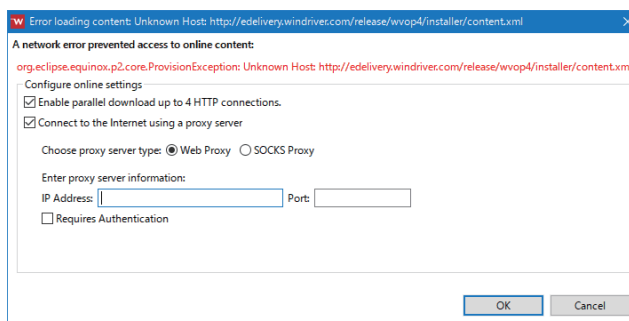 Error loading content: Unknown Host: http://edelivery.windriver.com/release/wvop4/installer/content.xml
A network error prevented access to online content:
org.eclipse.equinox.p2.core.ProvisionException: Unknown Host: http://edelivery.windriver.com/release/wvop4/installer/content.xm
Configure online settings
Enable parallel download up to 4 HTTP connections.
Connect to the Internet using a proxy server
Choose proxy server type: Web Proxy SOCKS Proxy
Enter proxy server information:
IP Address: Port:
Requires Authentication
OK Cancel